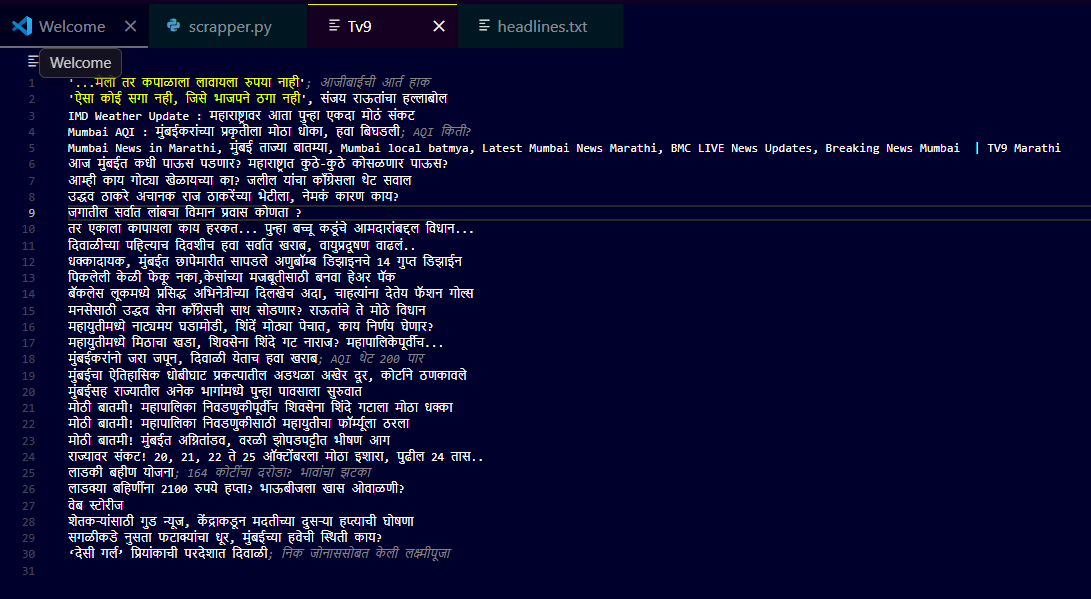 Welcome
scrapper.py
Tv9
headlines.txt
Welcome
1 '...मेली तर कपाळाला लावायला रुपया नाही'; आजीबाईंची आर्त हाक
2 'ऐसा कोई सगा नही, जिसे भाजपने ठगा नही', संजय राऊतांचा हल्लाबोल
3 IMD Weather Update : महाराष्ट्रावर आता पुन्हा एकदा मोठं संकट
4 Mumbai AQI : मुंबईकरांच्या प्रकृतीला मोठा धोका, हवा बिघडली; AQI किती?
5 Mumbai News in Marathi, मुंबई ताज्या बातम्या, Mumbai local batmya, Latest Mumbai News Marathi, BMC LIVE News Updates, Breaking News Mumbai | TV9 Marathi
6 आज मुंबईत कधी पाऊस पडणार? महाराष्ट्रात कुठे-कुठे कोसळणार पाऊस?
7 आम्ही काय गोट्या खेळायच्या का? जलील यांचा काँग्रेसला थेट सवाल
8 उद्धव ठाकरे अचानक राज ठाकरेंच्या भेटीला, नेमकं कारण काय?
9 जगातील सर्वात लांबचा विमान प्रवास कोणता ?
10 तर एकाला कापायला काय हरकत... पुन्हा बच्चू कडूंचे आमदारांबद्दल विधान...
11 दिवाळीच्या पहिल्याच दिवशीच हवा सर्वात खराब, वायुप्रदूषण वाढलं..
12 धक्कादायक, मुंबईत छापेमारीत सापडले अणुबॉम्ब डिझाइनचे 14 गुप्त डिझाईन
13 पिकलेली केळी फेकू नका,केसांच्या मजबूतीसाठी बनवा हेअर पॅक
14 बॅकलेस लूकमध्ये प्रसिद्ध अभिनेत्रीच्या दिलखेच अदा, चाहत्यांना देतेय फॅशन गोल्स
15 मनसेसाठी उद्धव सेना काँग्रेसची साथ सोडणार? राऊतांचे ते मोठे विधान
16 महायुतीमध्ये नाट्यमय घडामोडी, शिंदें मोठ्या पेचात, काय निर्णय घेणार?
17 महायुतीमध्ये मिठाचा खडा, शिवसेना शिंदे गट नाराज? महापालिकेपूर्वीच...
18 मुंबईकरांनो जरा जपून, दिवाळी येताच हवा खराब; AQI थेट 200 पार
19 मुंबईचा ऐतिहासिक धोबीघाट प्रकल्पातील अडथळा अखेर दूर, कोर्टाने ठणकावले
20 मुंबईसह राज्यातील अनेक भागांमध्ये पुन्हा पावसाला सुरुवात
21 मोठी बातमी! महापालिका निवडणुकीपूर्वीच शिवसेना शिंदे गटाला मोठा धक्का
22 मोठी बातमी! महापालिका निवडणुकीसाठी महायुतीचा फॉर्म्यूला ठरला
23 मोठी बातमी! मुंबईत अग्नितांडव, वरळी झोपडपट्टीत भीषण आग
24 राज्यावर संकट! 20, 21, 22 ते 25 ऑक्टोंबरला मोठा इशारा, पुढील 24 तास..
25 लाडकी बहीण योजना; 164 कोटींचा दरोडा? भावांचा झटका
26 लाडक्या बहिणींना 2100 रुपये हप्ता? भाऊबीजला खास ओवाळणी?
27 वेब स्टोरीज
28 शेतकऱ्यांसाठी गुड न्यूज, केंद्राकडून मदतीच्या दुसऱ्या हप्त्याची घोषणा
29 सगळीकडे नुसता फटाक्यांचा धूर, मुंबईच्या हवेची स्थिती काय?
30 ‘देसी गर्ल’ प्रियांकाची परदेशात दिवाळी; निक जोनाससोबत केली लक्ष्मीपूजा
31